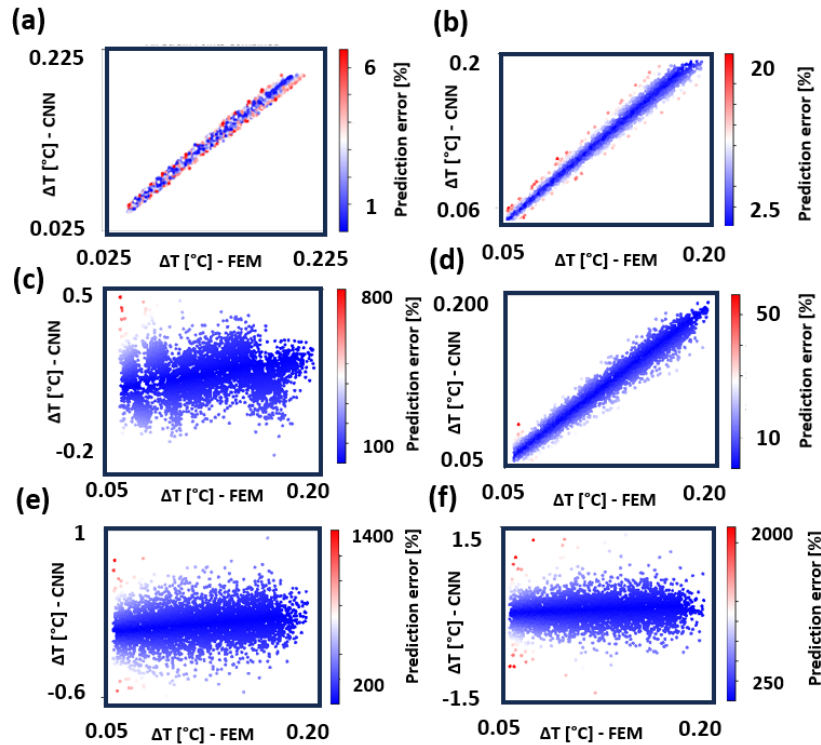 (a)
0.225
ΔT [°C] - CNN
0.025
0.025
ΔT [°C] - FEM
0.225
6
1
Prediction error [%]
(b)
0.2
ΔT [°C] - CNN
0.06
0.05
ΔT [°C] - FEM
0.20
20
2.5
Prediction error [%]
(c)
0.5
ΔT [°C] - CNN
-0.2
0.05
ΔT [°C] - FEM
0.20
800
100
Prediction error [%]
(d)
0.200
ΔT [°C] - CNN
0.05
0.05
ΔT [°C] - FEM
0.20
50
10
Prediction error [%]
(e)
1
ΔT [°C] - CNN
-0.6
0.05
ΔT [°C] - FEM
0.20
1400
200
Prediction error [%]
(f)
1.5
ΔT [°C] - CNN
-1.5
0.05
ΔT [°C] - FEM
0.20
2000
250
Prediction error [%]